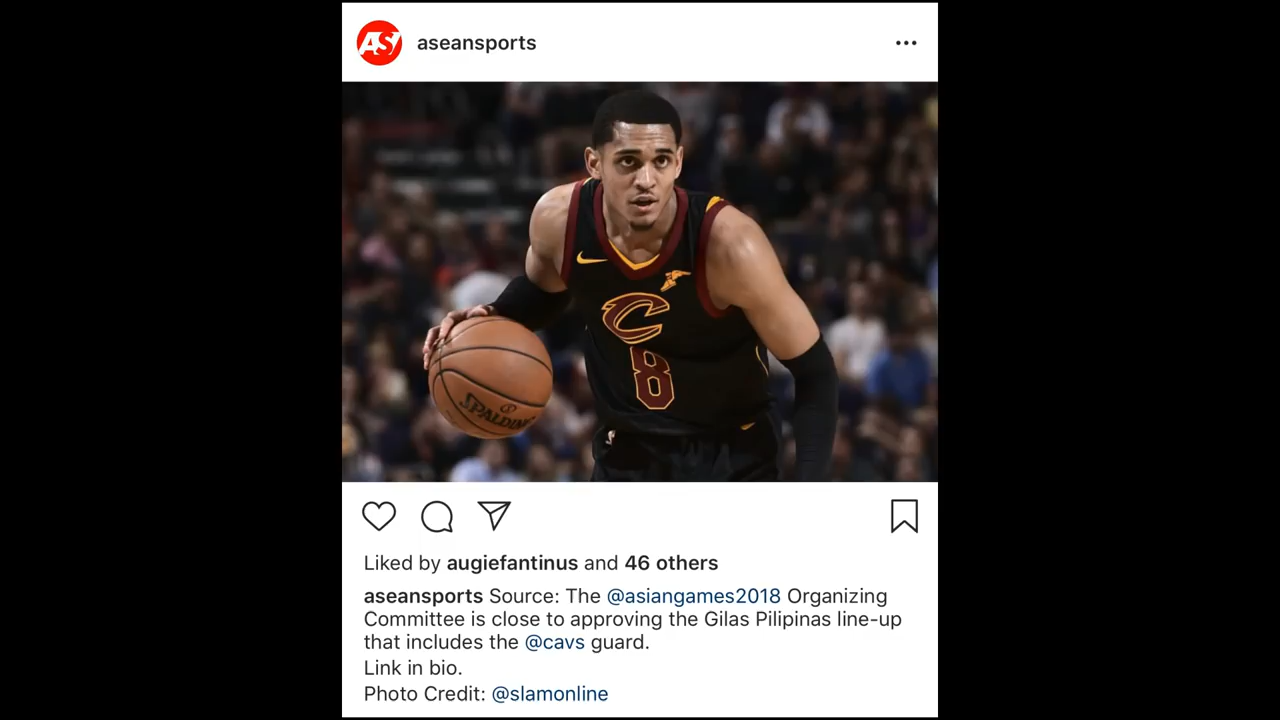 AS
aseansports
C
8
SPALDING
Liked by augiefantinus and 46 others
aseansports Source: The @asiangames2018 Organizing
Committee is close to approving the Gilas Pilipinas line-up
that includes the @cavs guard.
Link in bio.
Photo Credit: @slamonline